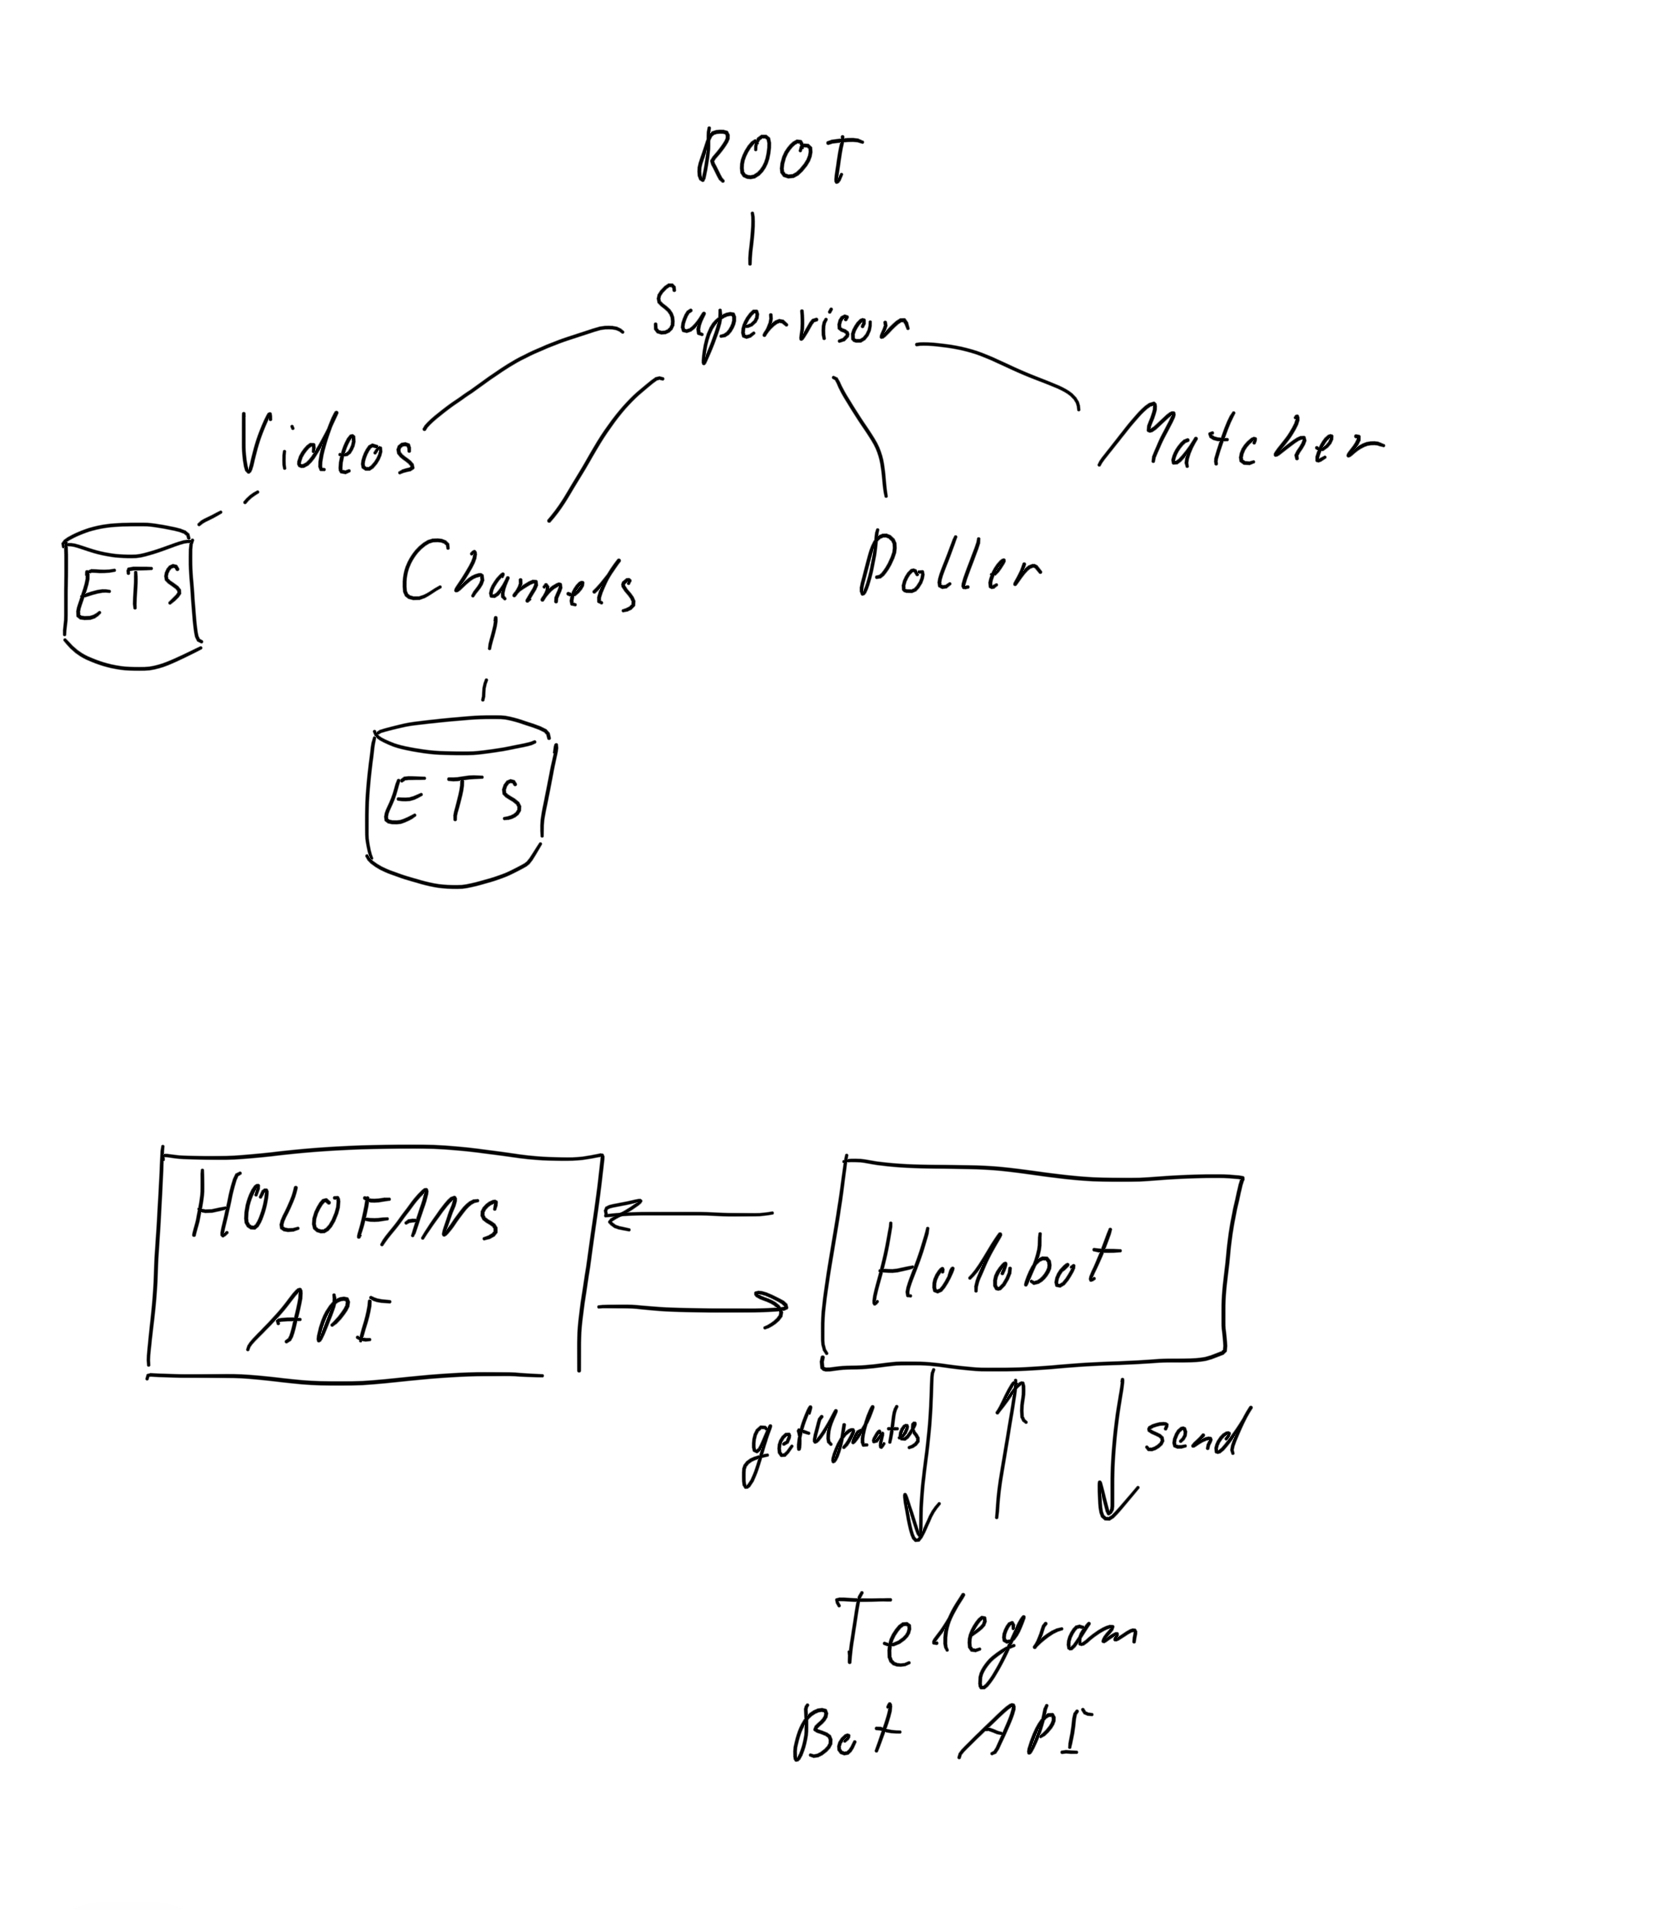 ROOT
Supervisor
Videos
Matcher
Channels
Poller
ETS
ETS
HOLOFANS
API
Holobot
getUpdates
send
Telegram
Bot API